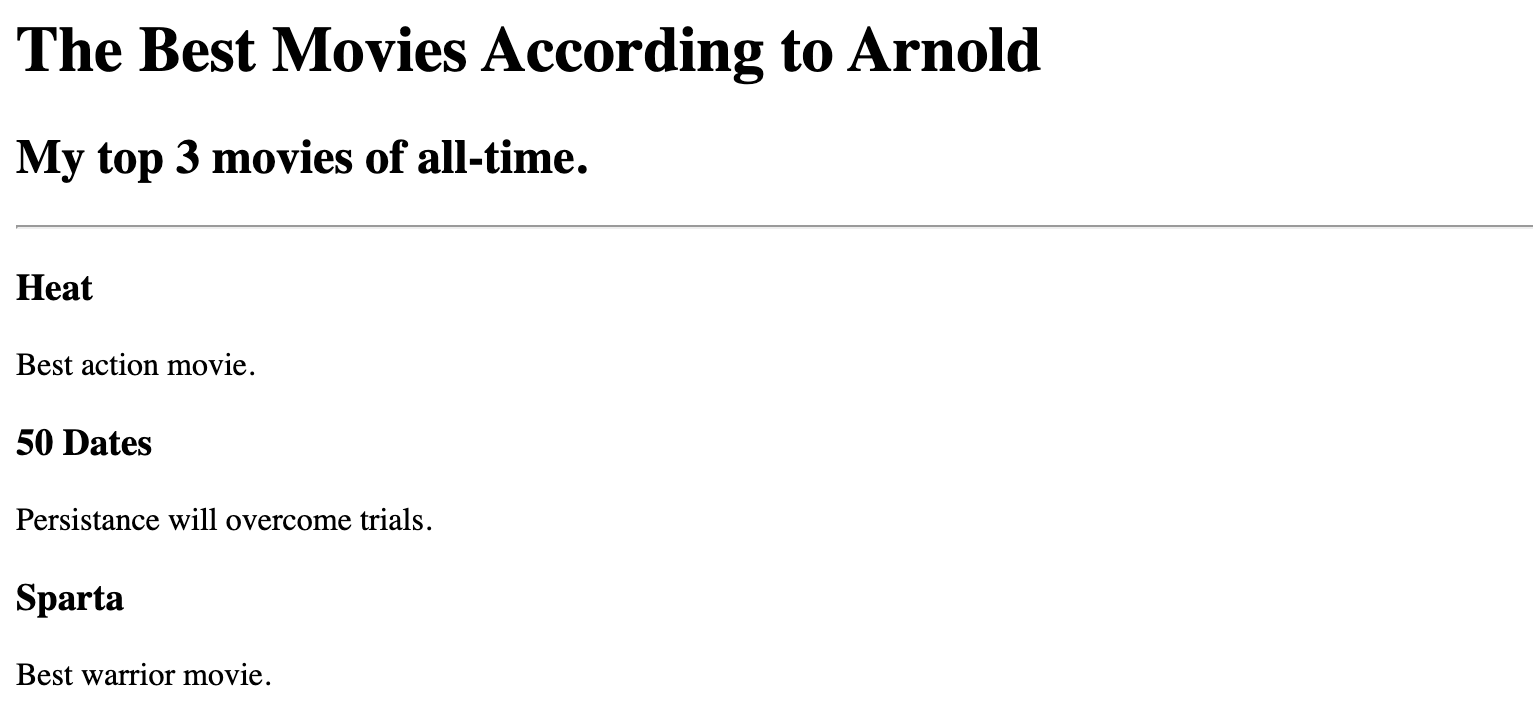 The Best Movies According to Arnold
My top 3 movies of all-time.
Heat
Best action movie.
50 Dates
Persistance will overcome trials.
Sparta
Best warrior movie.